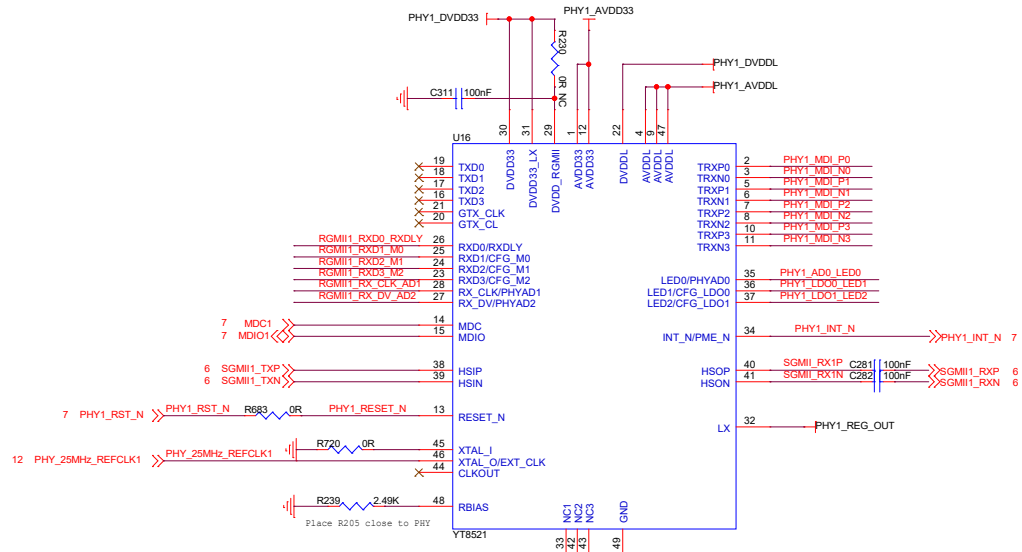 PHY1_DVDD33
PHY1_AVDD33
R230
0R_NC
C311 100nF
PHY1_DVDDL
PHY1_AVDDL
30 31 29 1 12 22 4 9 47
U16
DVDD33 DVDD33_LX DVDD_RGMII AVDD33 AVDD33 DVDDL AVDDL AVDDL AVDDL
19 TXD0
18 TXD1
17 TXD2
16 TXD3
21 GTX_CLK
20 GTX_CL
RGMII1_RXD0_RXDLY 26 RXD0/RXDLY
RGMII1_RXD1_M0 25 RXD1/CFG_M0
RGMII1_RXD2_M1 24 RXD2/CFG_M1
RGMII1_RXD3_M2 23 RXD3/CFG_M2
RGMII1_RX_CLK_AD1 28 RX_CLK/PHYAD1
RGMII1_RX_DV_AD2 27 RX_DV/PHYAD2
7 MDC1 14 MDC
7 MDIO1 15 MDIO
6 SGMII1_TXP 38 HSIP
6 SGMII1_TXN 39 HSIN
7 PHY1_RST_N PHY1_RST_N R683 0R PHY1_RESET_N 13 RESET_N
R720 0R 45 XTAL_I
12 PHY_25MHz_REFCLK1 PHY_25MHz_REFCLK1 46 XTAL_O/EXT_CLK
44 CLKOUT
R239 2.49K 48 RBIAS
Place R205 close to PHY
YT8521
NC1 NC2 NC3 GND
33 42 43 49
TRXP0 2 PHY1_MDI_P0
TRXN0 3 PHY1_MDI_N0
TRXP1 5 PHY1_MDI_P1
TRXN1 6 PHY1_MDI_N1
TRXP2 7 PHY1_MDI_P2
TRXN2 8 PHY1_MDI_N2
TRXP3 10 PHY1_MDI_P3
TRXN3 11 PHY1_MDI_N3
LED0/PHYAD0 35 PHY1_AD0_LED0
LED1/CFG_LDO0 36 PHY1_LDO0_LED1
LED2/CFG_LDO1 37 PHY1_LDO1_LED2
INT_N/PME_N 34 PHY1_INT_N PHY1_INT_N 7
HSOP 40 SGMII_RX1P C281 100nF SGMII1_RXP 6
HSON 41 SGMII_RX1N C282 100nF SGMII1_RXN 6
LX 32 PHY1_REG_OUT